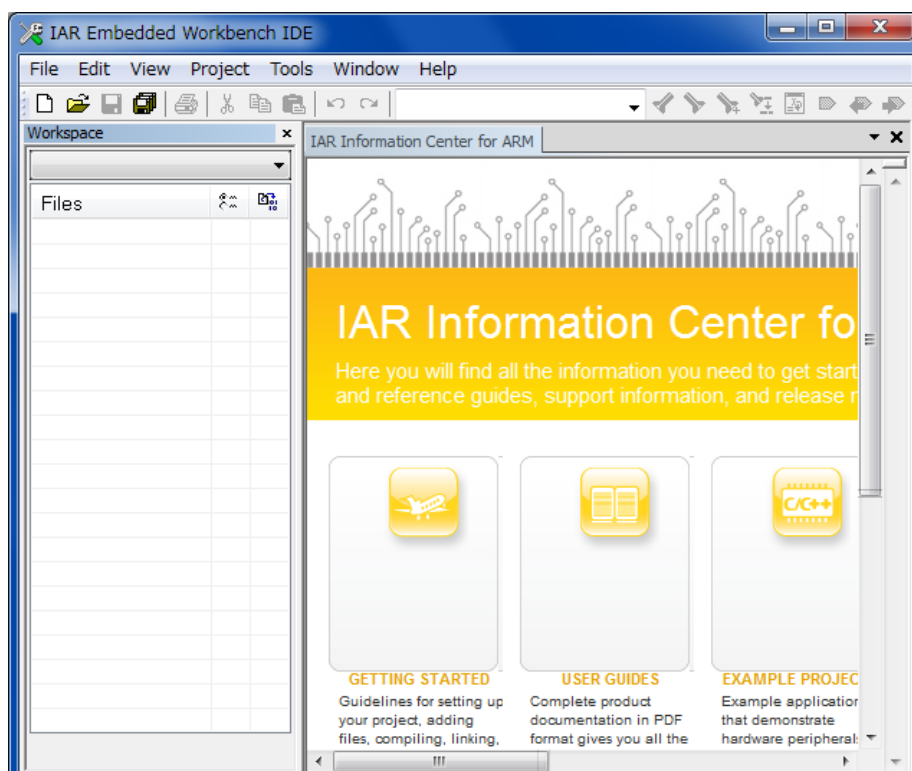 IAR Embedded Workbench IDE
File Edit View Project Tools Window Help
Workspace
IAR Information Center for ARM
Files
IAR Information Center fo
Here you will find all the information you need to get start
and reference guides, support information, and release r
C/C++
GETTING STARTED
Guidelines for setting up
your project, adding
files, compiling, linking,
USER GUIDES
Complete product
documentation in PDF
format gives you all the
EXAMPLE PROJEC
Example application
that demonstrate
hardware peripheral